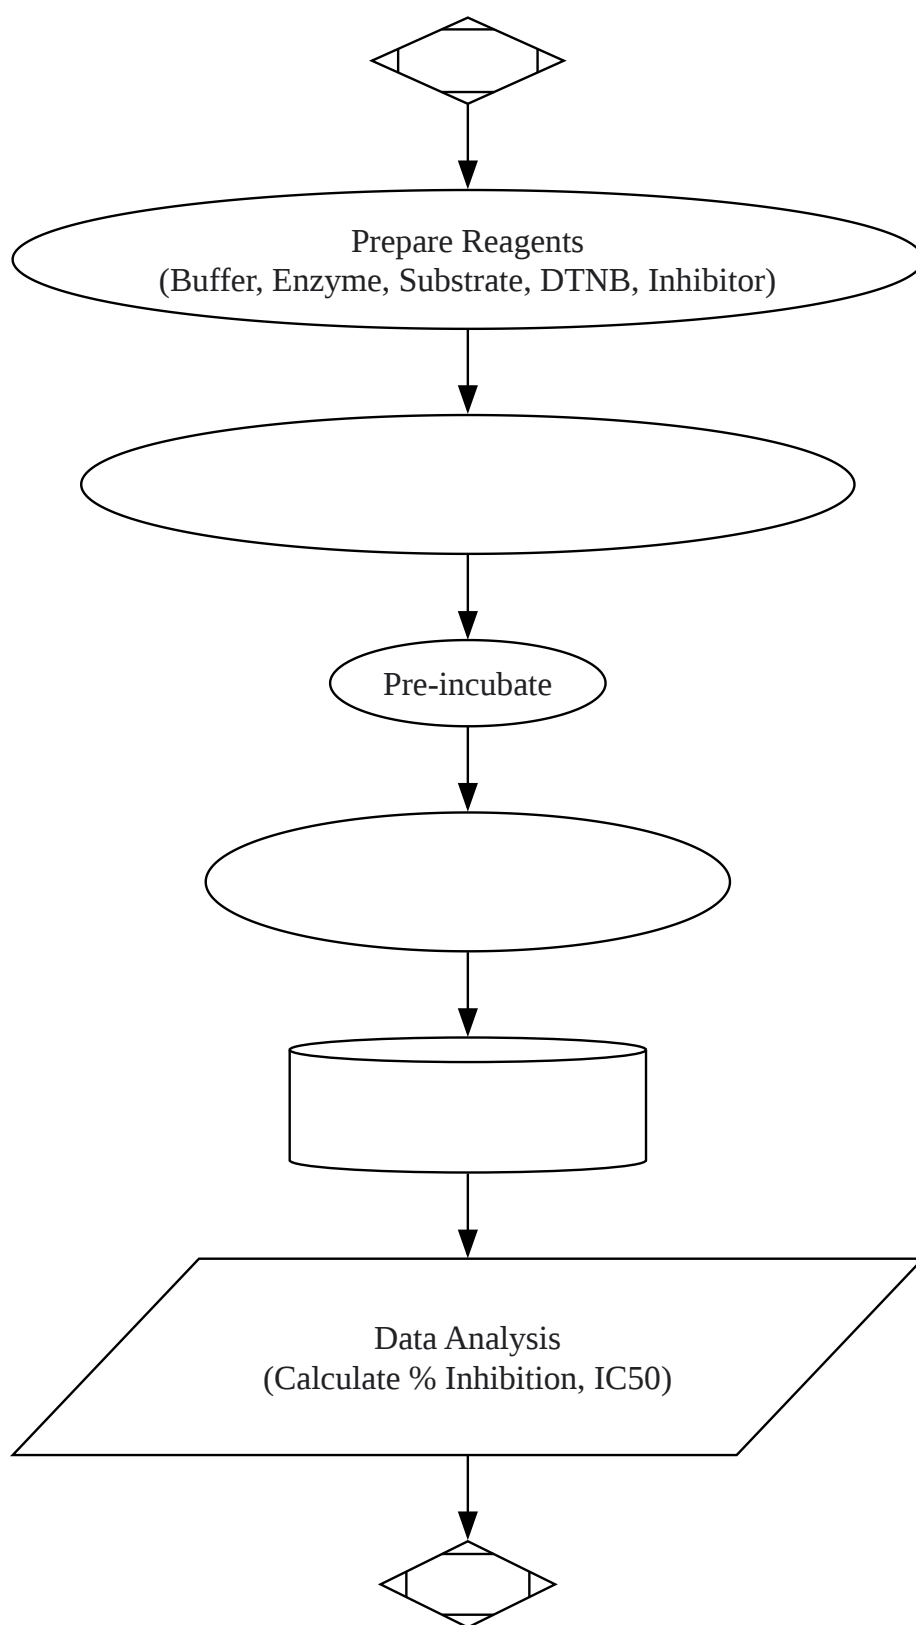 Prepare Reagents
(Buffer, Enzyme, Substrate, DTNB, Inhibitor)
Pre-incubate
Data Analysis
(Calculate % Inhibition, IC50)